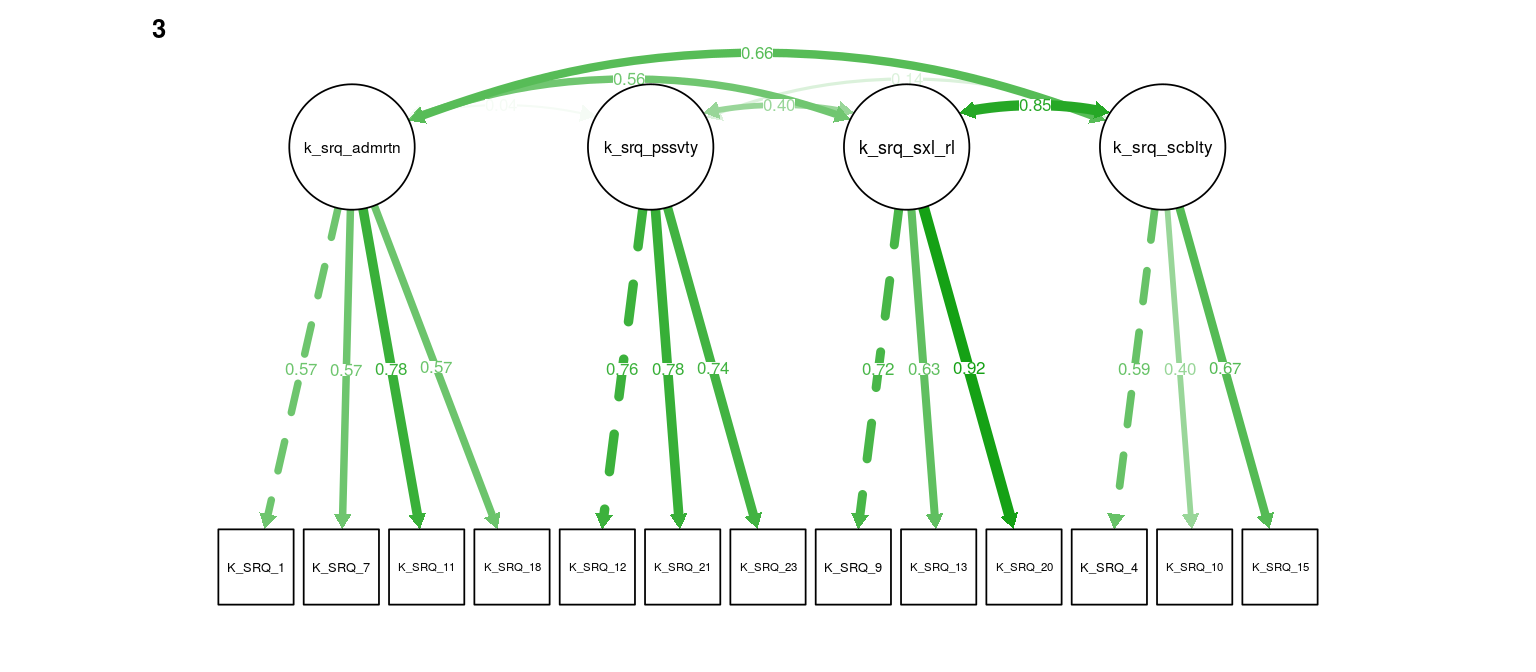 3
0.66
0.56
0.14
0.40
0.85
k_srq_admrtn
k_srq_pssvty
k_srq_sxl_rl
k_srq_scblty
0.57
0.57
0.78
0.57
0.76
0.78
0.74
0.72
0.63
0.92
0.59
0.40
0.67
K_SRQ_1
K_SRQ_7
K_SRQ_11
K_SRQ_18
K_SRQ_12
K_SRQ_21
K_SRQ_23
K_SRQ_9
K_SRQ_13
K_SRQ_20
K_SRQ_4
K_SRQ_10
K_SRQ_15